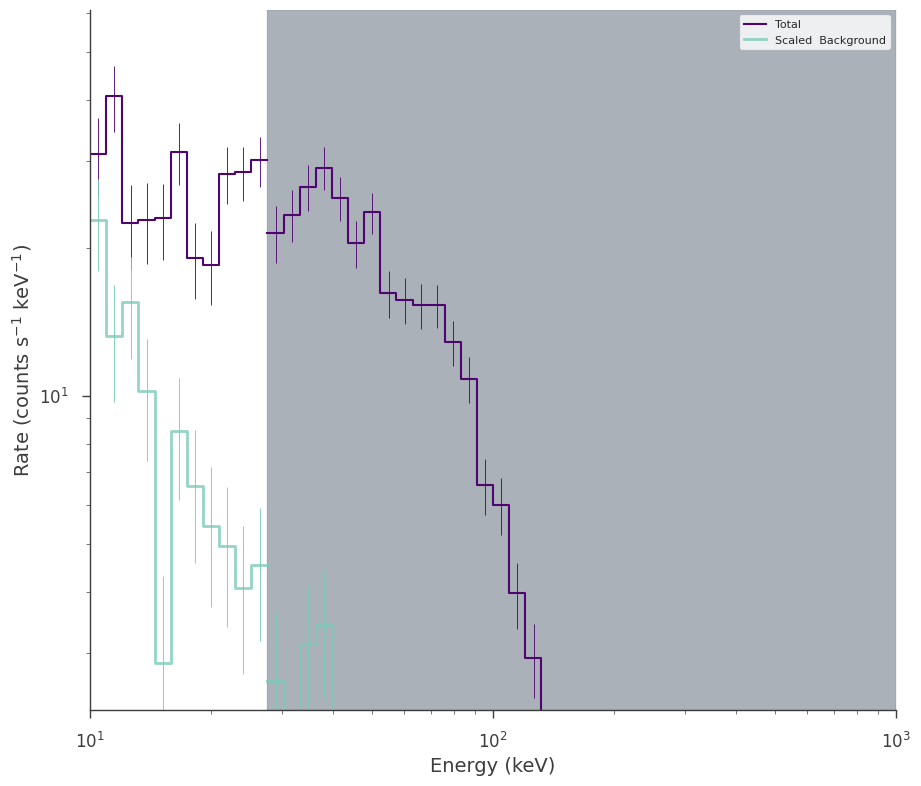 Total
Scaled  Background
Rate (counts s⁻¹ keV⁻¹)
10¹
10¹ 10² 10³
Energy (keV)